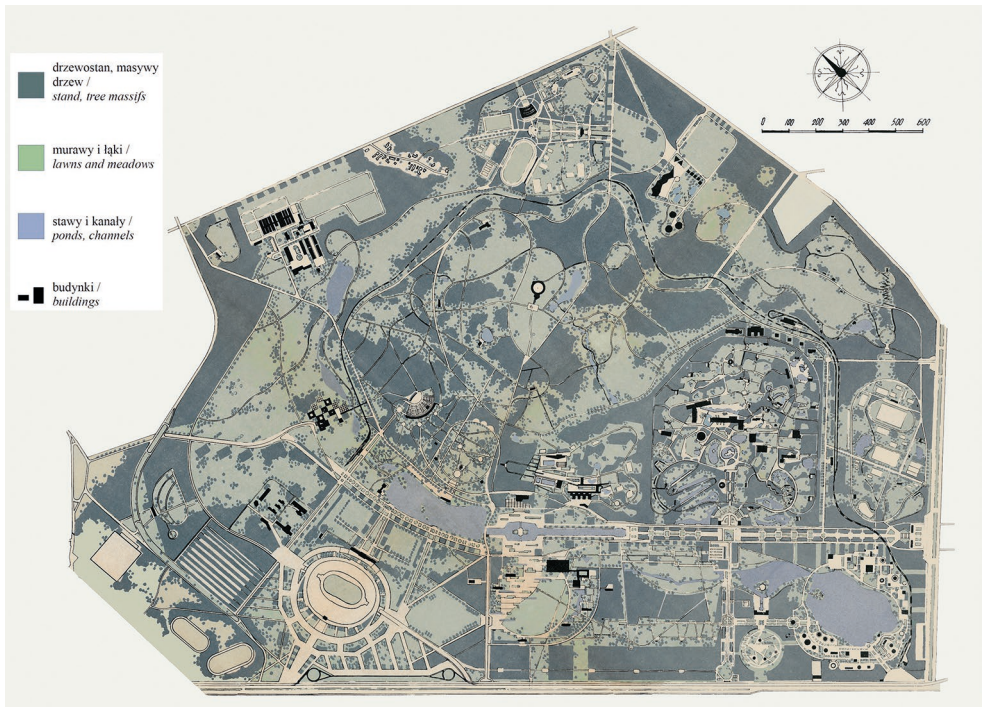 drzewostan, masywy
drzew /
stand, tree massifs
murawy i łąki /
lawns and meadows
stawy i kanały /
ponds, channels
budynki /
buildings
0 100 200 300 400 500 600